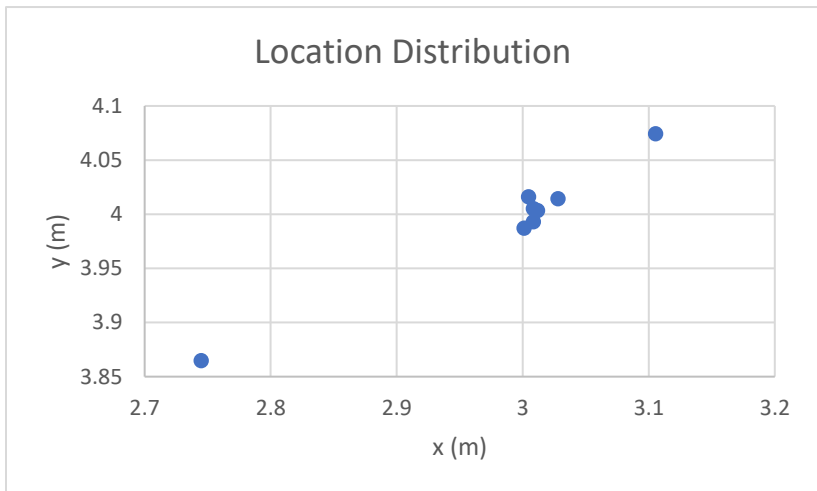 Location Distribution
4.1
4.05
4
3.95
3.9
3.85
y (m)
2.7 2.8 2.9 3 3.1 3.2
x (m)